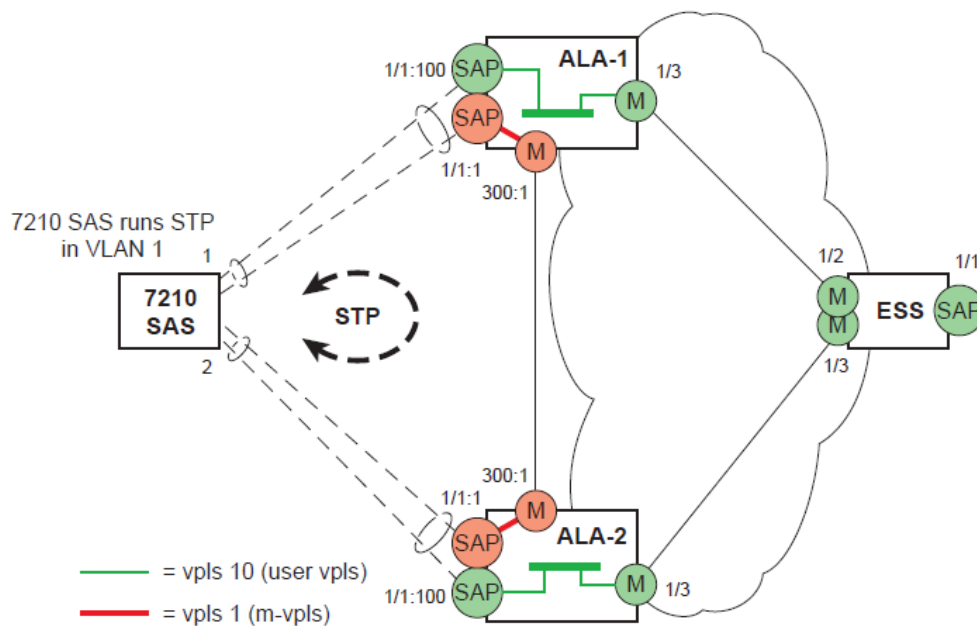 1/1:100
SAP
ALA-1
1/3
M
SAP
M
1/1:1
300:1
7210 SAS runs STP
in VLAN 1
1
7210
SAS
2
STP
1/2
1/1
M
ESS
SAP
M
1/3
300:1
1/1:1
M
SAP
ALA-2
SAP
M
1/1:100
1/3
= vpls 10 (user vpls)
= vpls 1 (m-vpls)